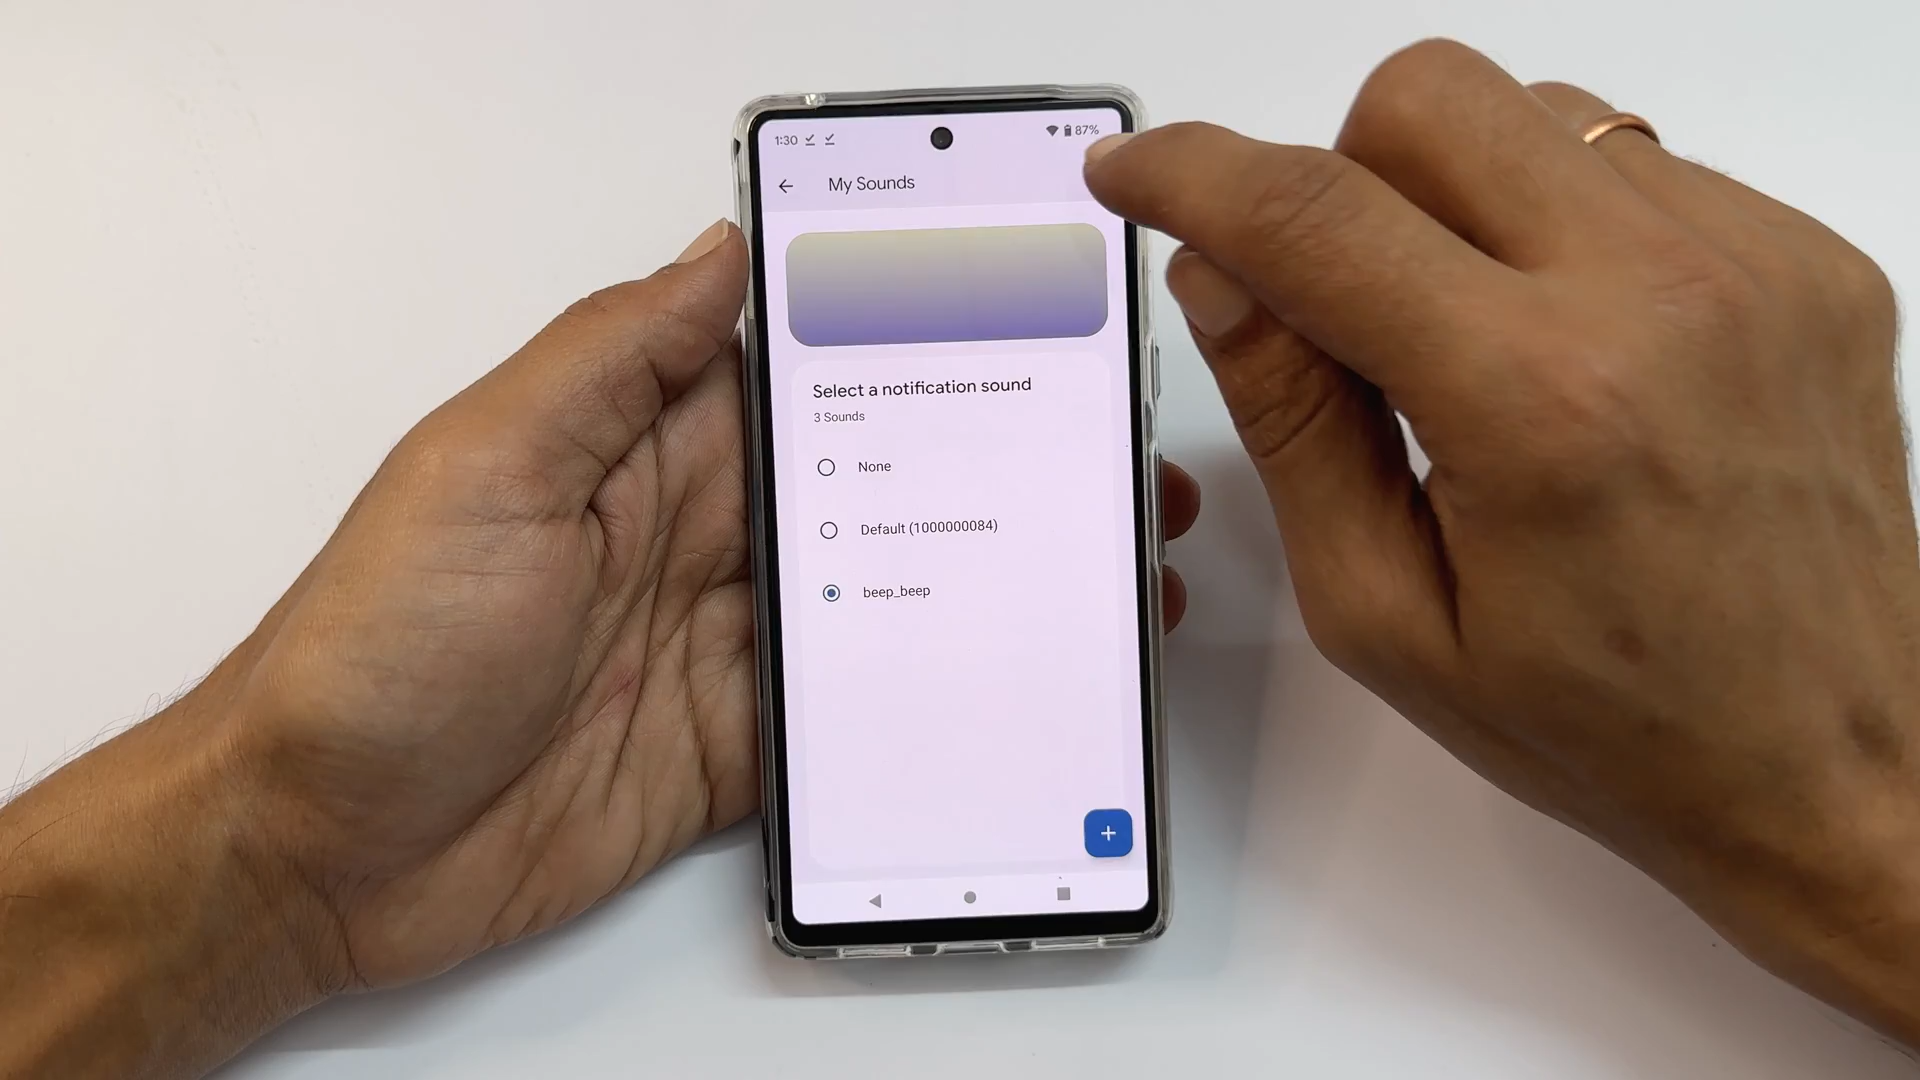 1:30 87%
My Sounds
Select a notification sound
3 Sounds
None
Default (1000000084)
beep_beep
+